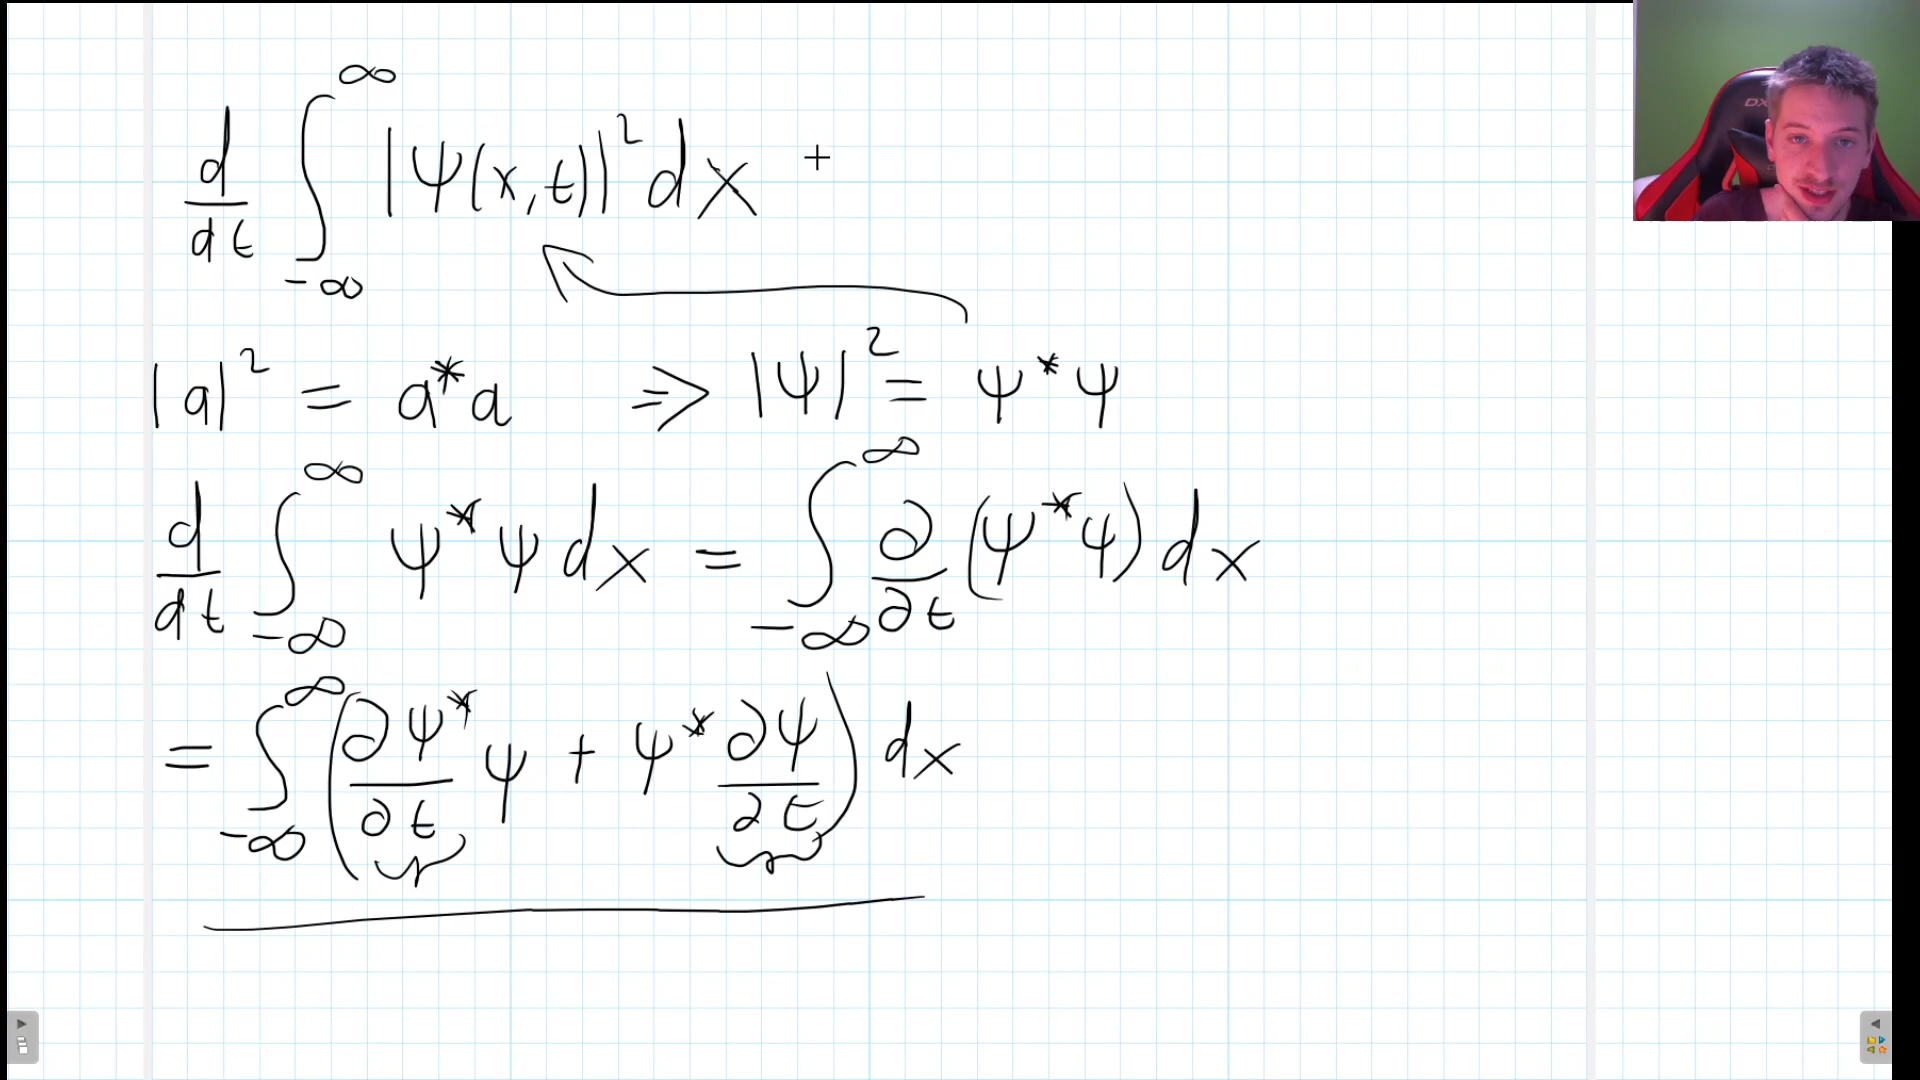 d/dt ∫_{-∞}^{∞} |Ψ(x,t)|² dx +
|a|² = a*a ⇒ |Ψ|² = Ψ*Ψ
d/dt ∫_{-∞}^{∞} Ψ*Ψ dx = ∫_{-∞}^{∞} ∂/∂t (Ψ*Ψ) dx
= ∫_{-∞}^{∞} (∂Ψ*/∂t Ψ + Ψ* ∂Ψ/∂t) dx